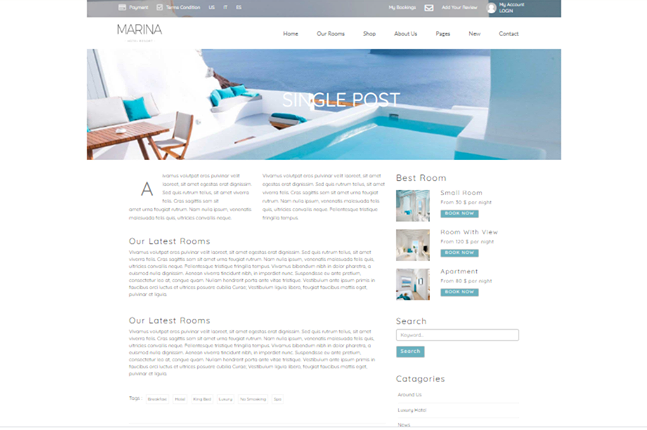 Payment Terms Condition US IT ES My Bookings Add Your Review My Account
LOGIN
MARINA
Home Our Rooms Shop About Us Pages New Contact
SINGLE POST
A
vivamus volutpat eros pulvinar velit
laoreet, sit amet egestas erat dignissim.
Sed quis rutrum tellus, sit amet viverra
felis. Cras sagittis sem sit
amet urna feugiat rutrum. Nam nulla ipsum, venenatis
malesuada felis quis, ultricies convallis neque.
Vivamus volutpat eros pulvinar velit
laoreet, sit amet egestas erat dignissim.
Sed quis rutrum tellus, sit amet viverra
felis. Cras sagittis sem sit amet urna
feugiat rutrum. Nam nulla ipsum, venenatis
malesuada felis quis, ultricies convallis
neque. Pellentesque tristique
fringilla tempus.
Our Latest Rooms
Vivamus volutpat eros pulvinar velit laoreet, sit amet egestas erat dignissim. Sed quis rutrum tellus, sit amet
viverra felis. Cras sagittis sem sit amet urna feugiat rutrum. Nam nulla ipsum, venenatis malesuada felis quis,
ultricies convallis neque. Pellentesque tristique fringilla tempus. Vivamus bibendum nibh in dolor pharetra, a
euismod nulla dignissim. Aenean viverra tincidunt nibh, in imperdiet nunc. Suspendisse eu ante pretium,
consectetur leo at, congue quam. Nullam hendrerit porta ante vitae tristique. Vestibulum ante ipsum primis in
faucibus orci luctus et ultrices posuere cubilia Curae; Vestibulum ligula libero, feugiat faucibus mattis eget,
pulvinar et ligula.
Our Latest Rooms
Vivamus volutpat eros pulvinar velit laoreet, sit amet egestas erat dignissim. Sed quis rutrum tellus, sit amet
viverra felis. Cras sagittis sem sit amet urna feugiat rutrum. Nam nulla ipsum, venenatis malesuada felis quis,
ultricies convallis neque. Pellentesque tristique fringilla tempus. Vivamus bibendum nibh in dolor pharetra, a
euismod nulla dignissim. Aenean viverra tincidunt nibh, in imperdiet nunc. Suspendisse eu ante pretium,
consectetur leo at, congue quam. Nullam hendrerit porta ante vitae tristique. Vestibulum ante ipsum primis in
faucibus orci luctus et ultrices posuere cubilia Curae; Vestibulum ligula libero, feugiat faucibus mattis eget,
pulvinar et ligula.
Tags: Breakfast Hotel King Bed Luxury No Smoking Spa
Best Room
Small Room
From 50 $ per night
BOOK NOW
Room With View
From 120 $ per night
BOOK NOW
Apartment
From 85 $ per night
BOOK NOW
Search
Keyword...
Search
Catagories
Around Us
Luxury Hotel
News